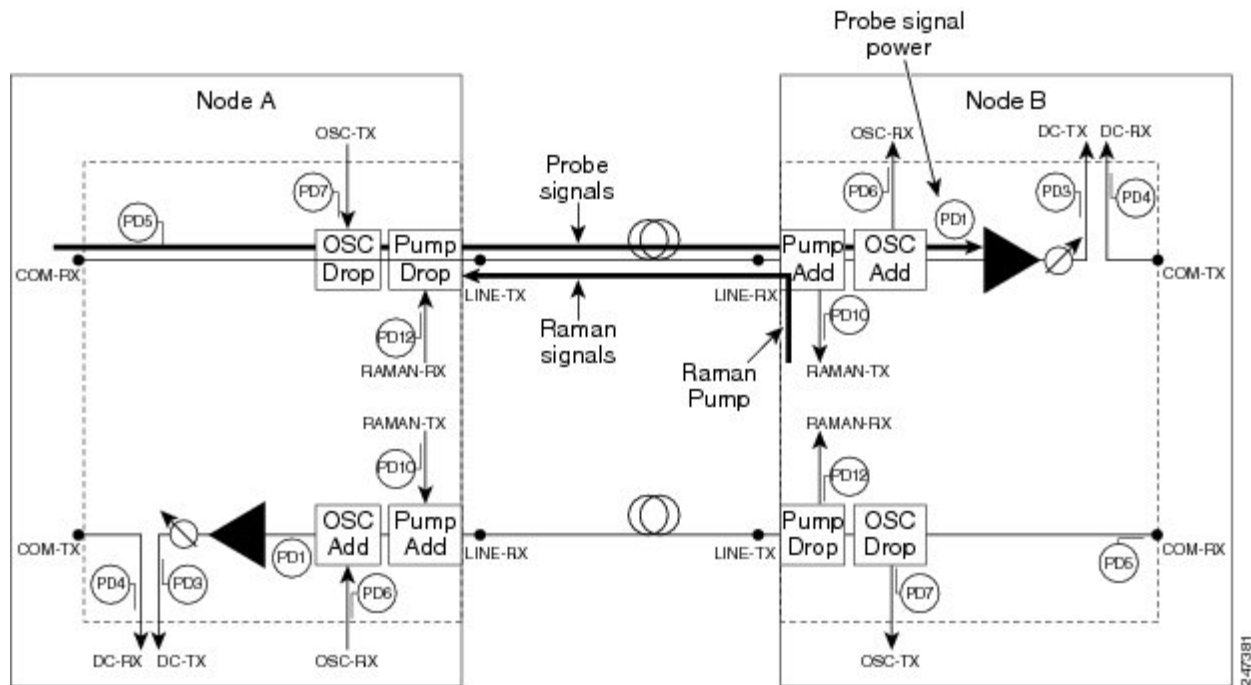 Probe signal
power
Node A
Node B
OSC-TX
OSC-RX
DC-TX
DC-RX
Probe
signals
PD7
PD6
PD3
PD4
PD5
PD1
OSC
Drop
Pump
Drop
Pump
Add
OSC
Add
COM-RX
LINE-TX
LINE-RX
COM-TX
PD12
PD10
Raman
signals
RAMAN-RX
Raman
Pump
RAMAN-TX
RAMAN-TX
RAMAN-RX
PD10
PD12
OSC
Add
Pump
Add
Pump
Drop
OSC
Drop
COM-TX
PD1
LINE-RX
LINE-TX
COM-RX
PD4
PD3
PD6
PD7
PD5
DC-RX
DC-TX
OSC-RX
OSC-TX
247381